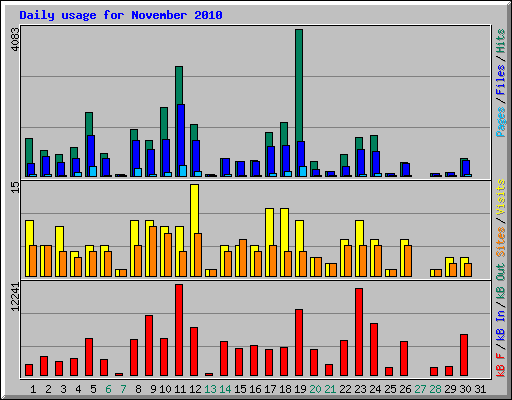 Daily usage for November 2010
4083
Pages / Files / Hits
15
Sites / Visits
12241
kB F / kB In / kB Out
1 2 3 4 5 6 7 8 9 10 11 12 13 14 15 16 17 18 19 20 21 22 23 24 25 26 27 28 29 30 31